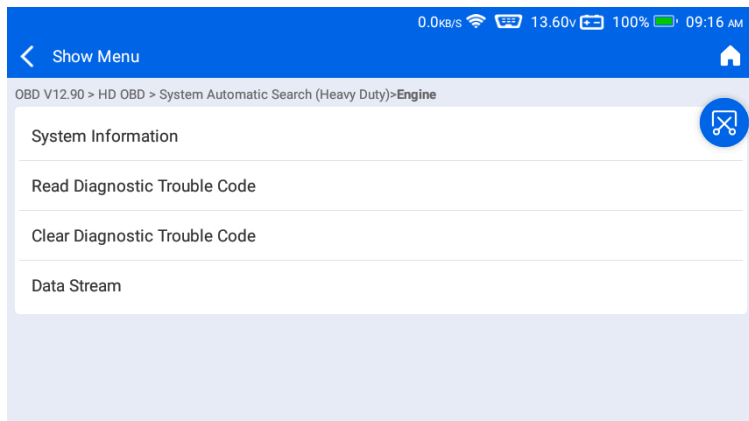 0.0KB/S 13.60V 100% 09:16 AM
Show Menu
OBD V12.90 > HD OBD > System Automatic Search (Heavy Duty)>Engine
System Information
Read Diagnostic Trouble Code
Clear Diagnostic Trouble Code
Data Stream